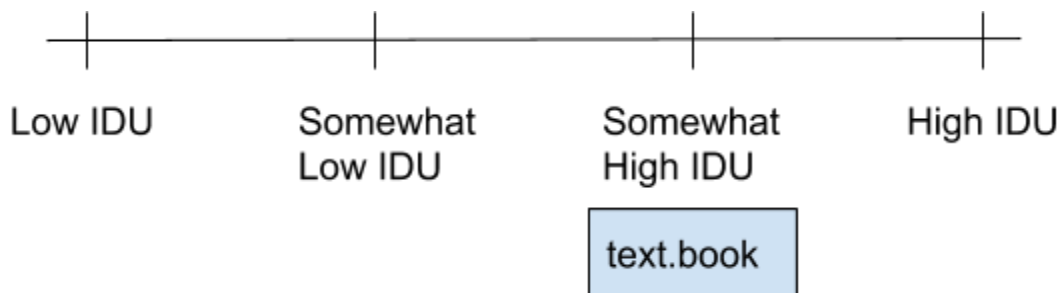 Low IDU
Somewhat
Low IDU
Somewhat
High IDU
High IDU
text.book